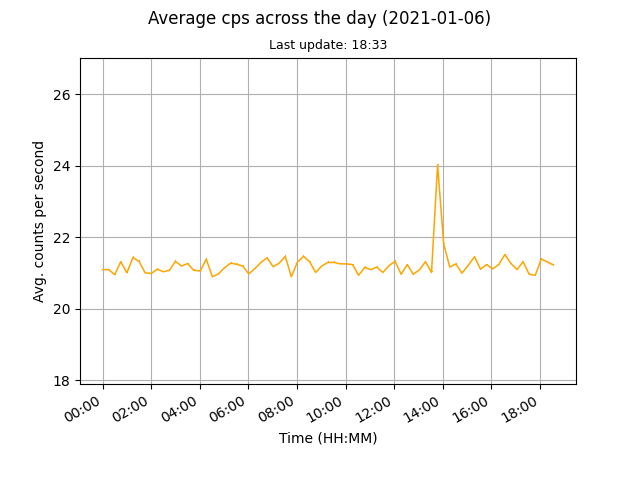 Average cps across the day (2021-01-06)
Last update: 18:33
26
24
22
20
18
Avg. counts per second
00:00 02:00 04:00 06:00 08:00 10:00 12:00 14:00 16:00 18:00
Time (HH:MM)